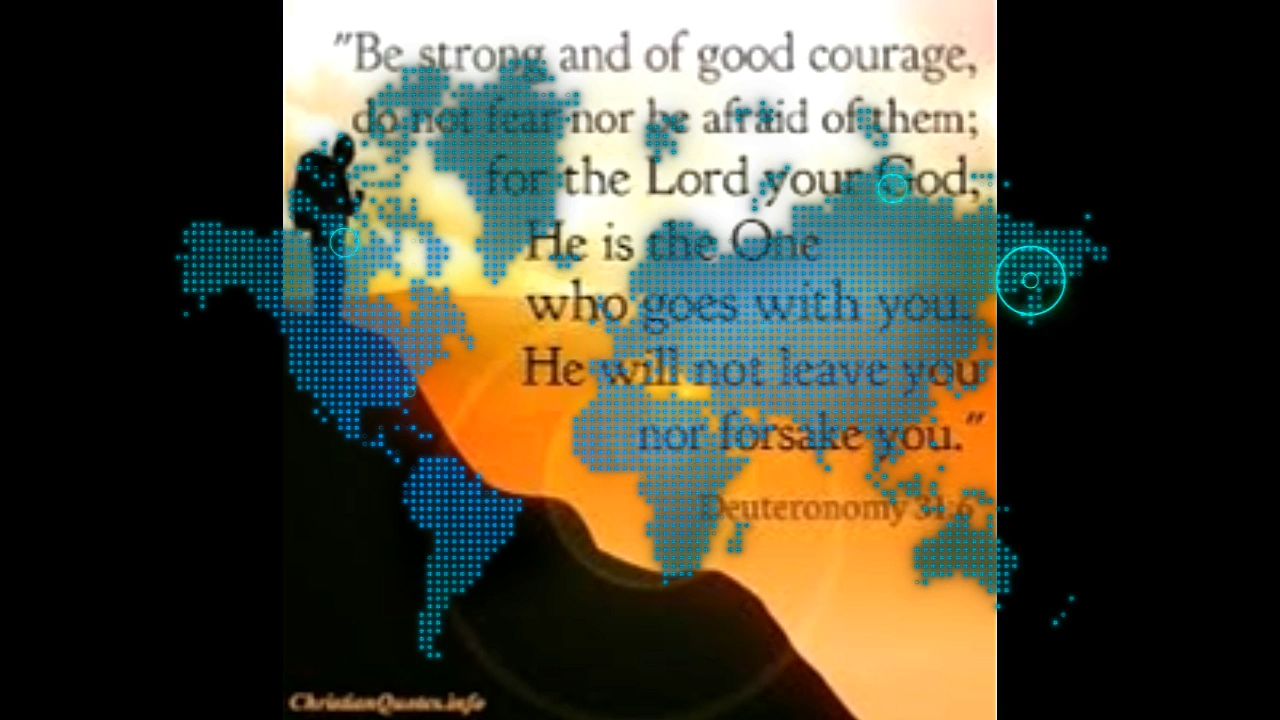 "Be strong and of good courage,
do not fear nor be afraid of them;
for the Lord your God,
He is the One
who goes with you.
He will not leave you
nor forsake you."
Deuteronomy 31:6
ChristianQuotes.info